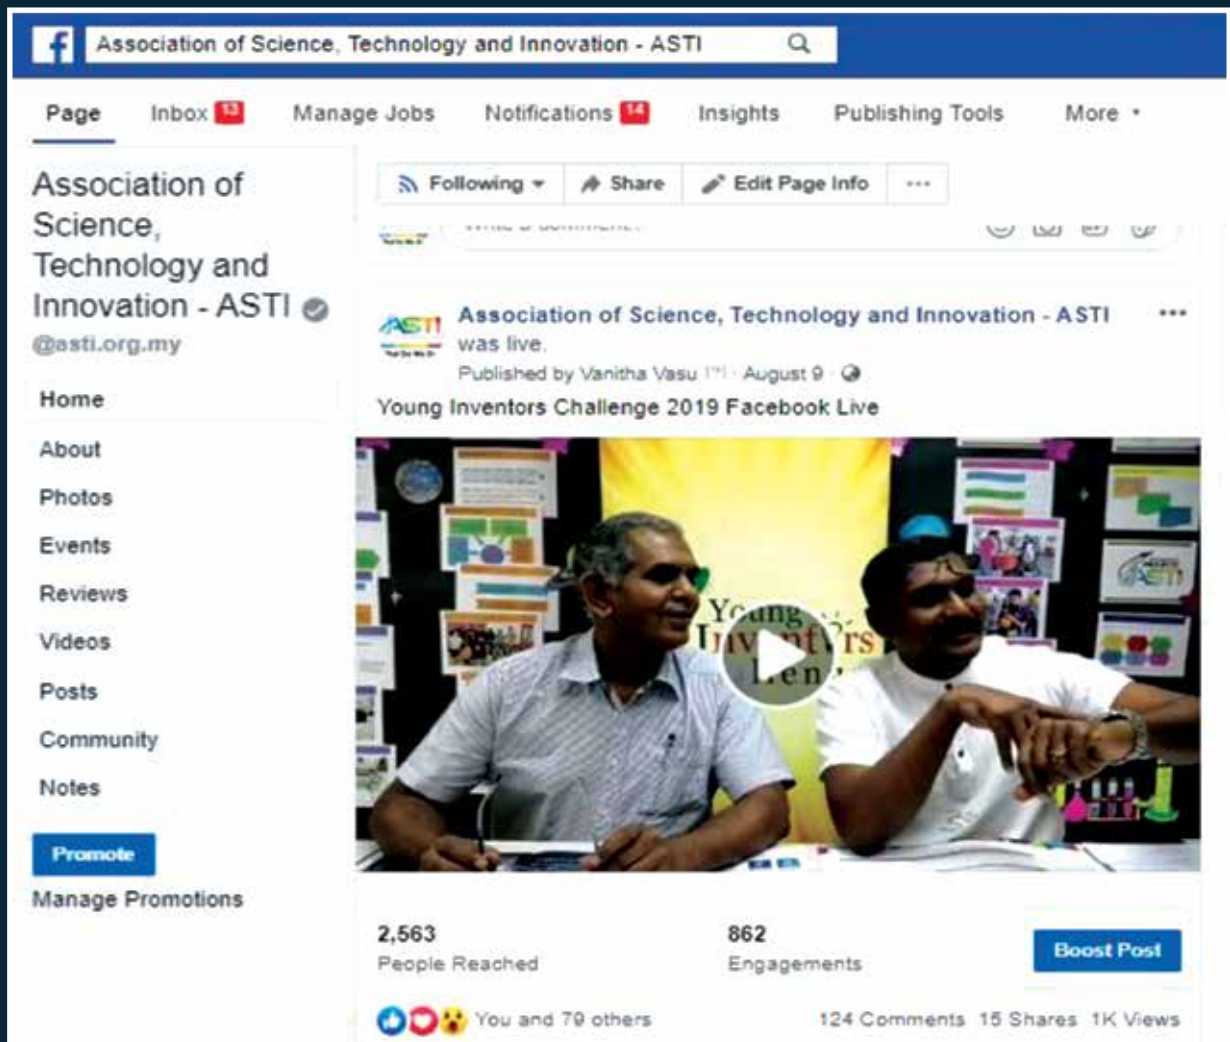 f Association of Science, Technology and Innovation - ASTI
Page Inbox 13 Manage Jobs Notifications 14 Insights Publishing Tools More
Association of
Science,
Technology and
Innovation - ASTI
@asti.org.my
Home
About
Photos
Events
Reviews
Videos
Posts
Community
Notes
Promote
Manage Promotions
Following Share Edit Page Info ...
ASTI
Association of Science, Technology and Innovation - ASTI ...
was live.
Published by Vanitha Vasu [?] · August 9 ·
Young Inventors Challenge 2019 Facebook Live
Young
Inventors
ASTI
2,563
People Reached
862
Engagements
Boost Post
You and 79 others
124 Comments 15 Shares 1K Views